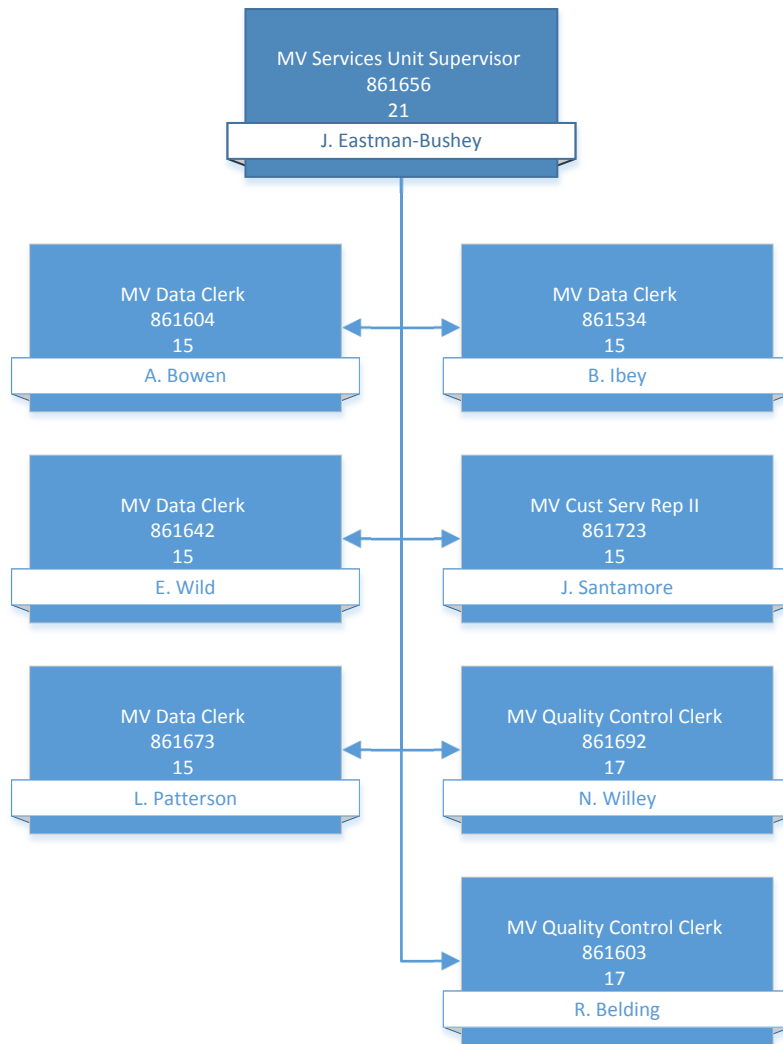 MV Services Unit Supervisor
861656
21
J. Eastman-Bushey
MV Data Clerk
861604
15
A. Bowen
MV Data Clerk
861534
15
B. Ibey
MV Data Clerk
861642
15
E. Wild
MV Cust Serv Rep II
861723
15
J. Santamore
MV Data Clerk
861673
15
L. Patterson
MV Quality Control Clerk
861692
17
N. Willey
MV Quality Control Clerk
861603
17
R. Belding